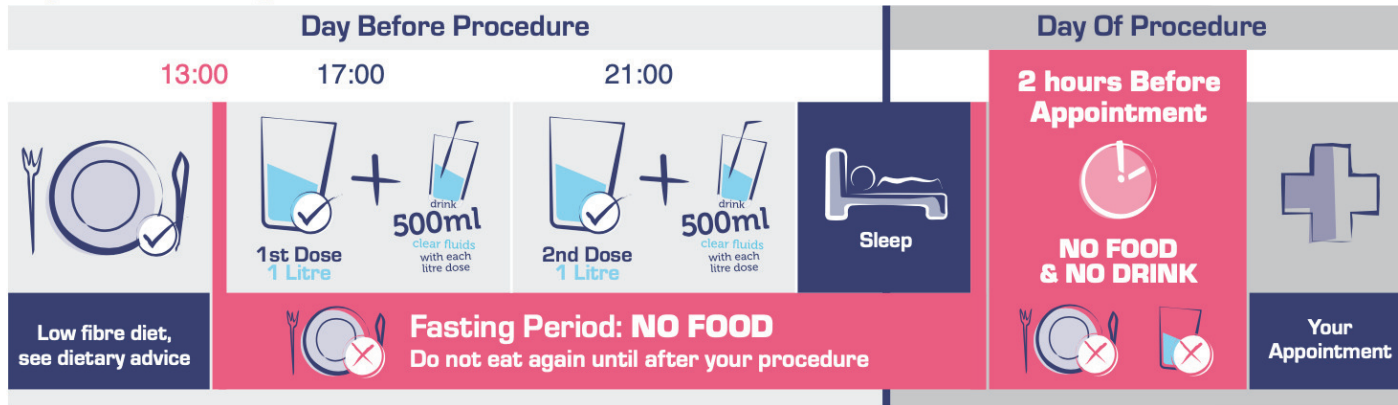 Day Before Procedure
Day Of Procedure
13:00
17:00
21:00
2 hours Before
Appointment
drink
500ml
clear fluids
with each
litre dose
1st Dose
1 Litre
drink
500ml
clear fluids
with each
litre dose
2nd Dose
1 Litre
Sleep
NO FOOD
& NO DRINK
Low fibre diet,
see dietary advice
Fasting Period: NO FOOD
Do not eat again until after your procedure
Your
Appointment